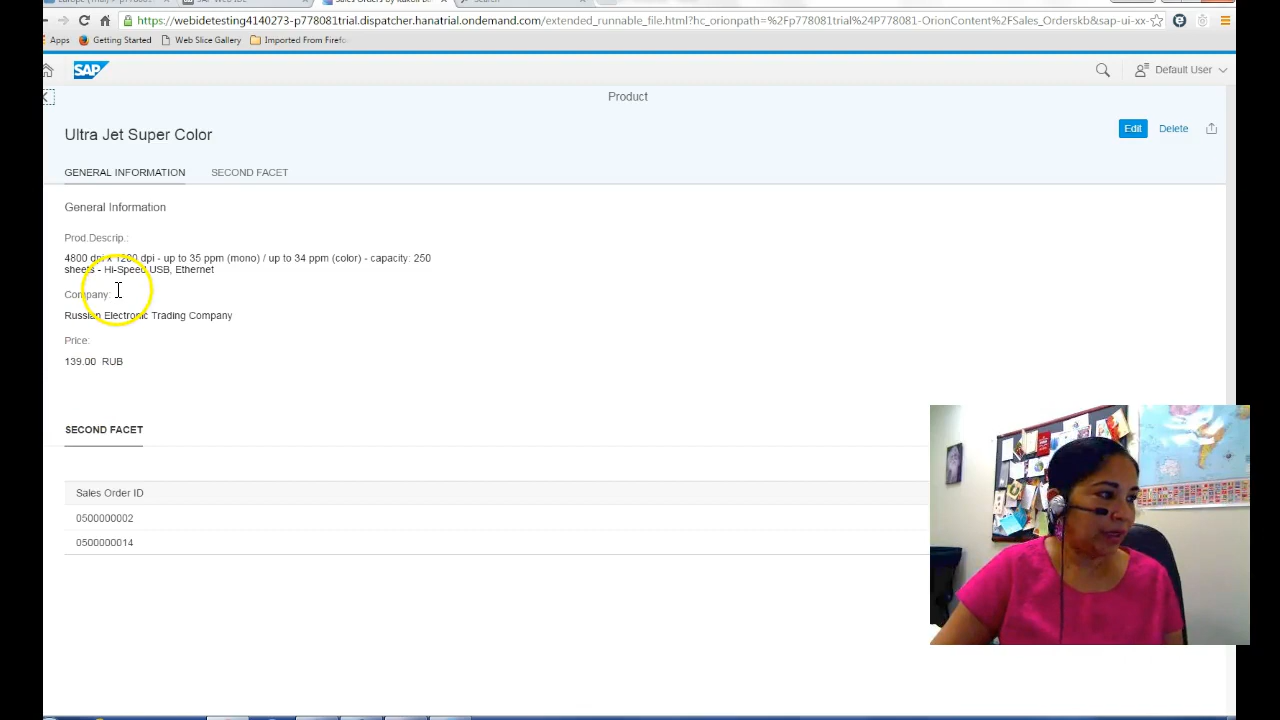 https://webidetesting4140273-p778081trial.dispatcher.hanatrial.ondemand.com/extended_runnable_file.html?hc_orionpath=%2Fp778081trial%24P778081-OrionContent%2FSales_Orderskb&sap-ui-xx-
Apps Getting Started Web Slice Gallery Imported From Firefo
SAP Default User
Product
Ultra Jet Super Color Edit Delete
GENERAL INFORMATION SECOND FACET
General Information
Prod.Descrip.:
4800 dpi x 1200 dpi - up to 35 ppm (mono) / up to 34 ppm (color) - capacity: 250
sheets - Hi-Speed USB, Ethernet
Company:
Russian Electronic Trading Company
Price:
139.00 RUB
SECOND FACET
Sales Order ID
0500000002
0500000014